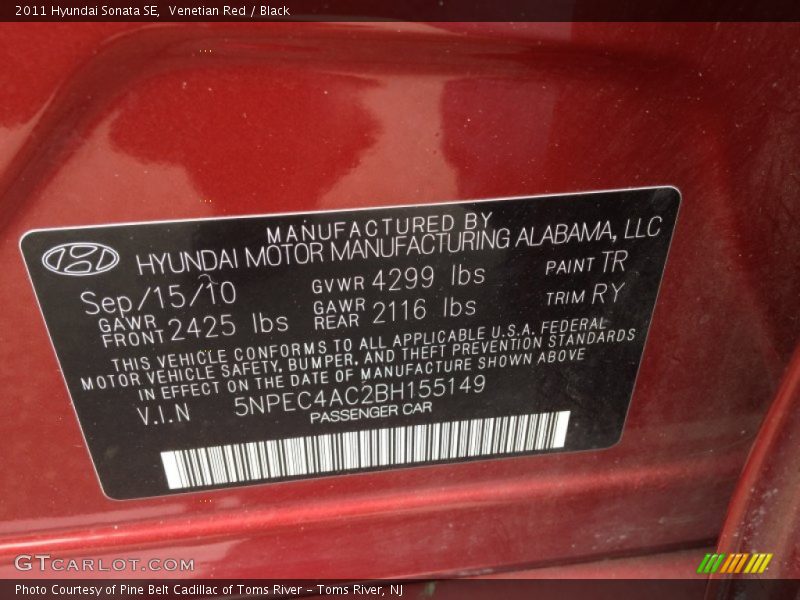 2011 Hyundai Sonata SE, Venetian Red / Black
MANUFACTURED BY
HYUNDAI MOTOR MANUFACTURING ALABAMA, LLC
Sep/15/10 GVWR 4299 lbs PAINT TR
GAWR FRONT 2425 lbs GAWR REAR 2116 lbs TRIM RY
THIS VEHICLE CONFORMS TO ALL APPLICABLE U.S.A. FEDERAL
MOTOR VEHICLE SAFETY, BUMPER, AND THEFT PREVENTION STANDARDS
IN EFFECT ON THE DATE OF MANUFACTURE SHOWN ABOVE
V.I.N 5NPEC4AC2BH155149
PASSENGER CAR
GTCARLOT.COM
Photo Courtesy of Pine Belt Cadillac of Toms River - Toms River, NJ